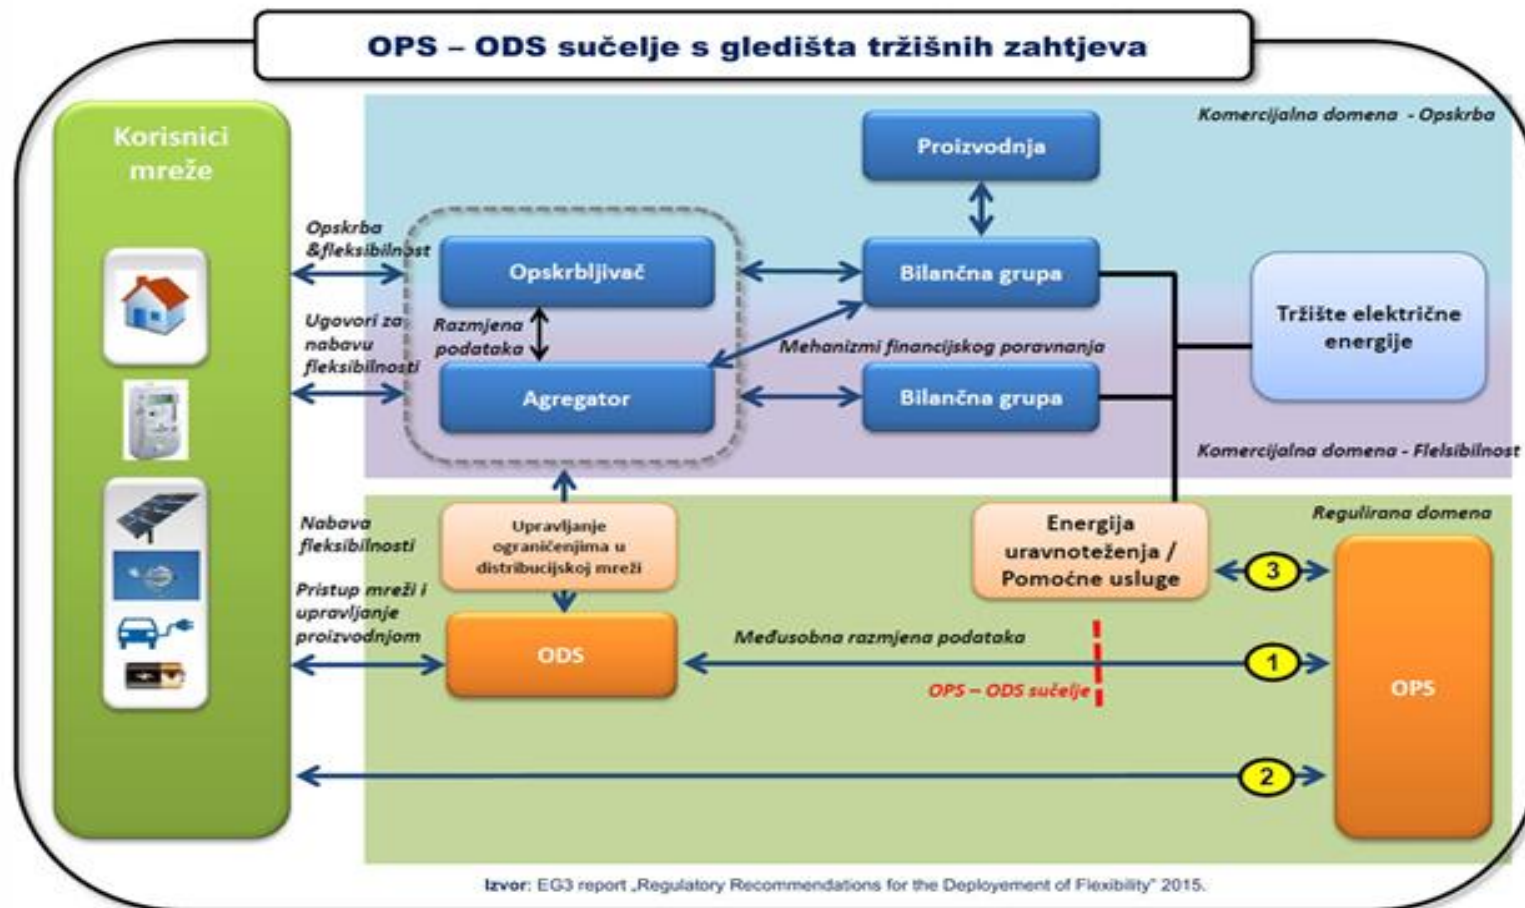 OPS – ODS sučelje s gledišta tržišnih zahtjeva
Korisnici
mreže
Komercijalna domena - Opskrba
Proizvodnja
Opskrba
&fleksibilnost
Opskrbljivač
Bilančna grupa
Tržište električne
energije
Ugovori za
nabavu
fleksibilnosti
Razmjena
podataka
Mehanizmi financijskog poravnanja
Agregator
Bilančna grupa
Komercijalna domena - Flelsibilnost
Nabava
fleksibilnosti
Upravljanje
ograničenjima u
distribucijskoj mreži
Energija
uravnoteženja /
Pomoćne usluge
Regulirana domena
3
Pristup mreži i
upravljanje
proizvodnjom
ODS
Međusobna razmjena podataka
1
OPS – ODS sučelje
OPS
2
Izvor: EG3 report „Regulatory Recommendations for the Deployement of Flexibility” 2015.